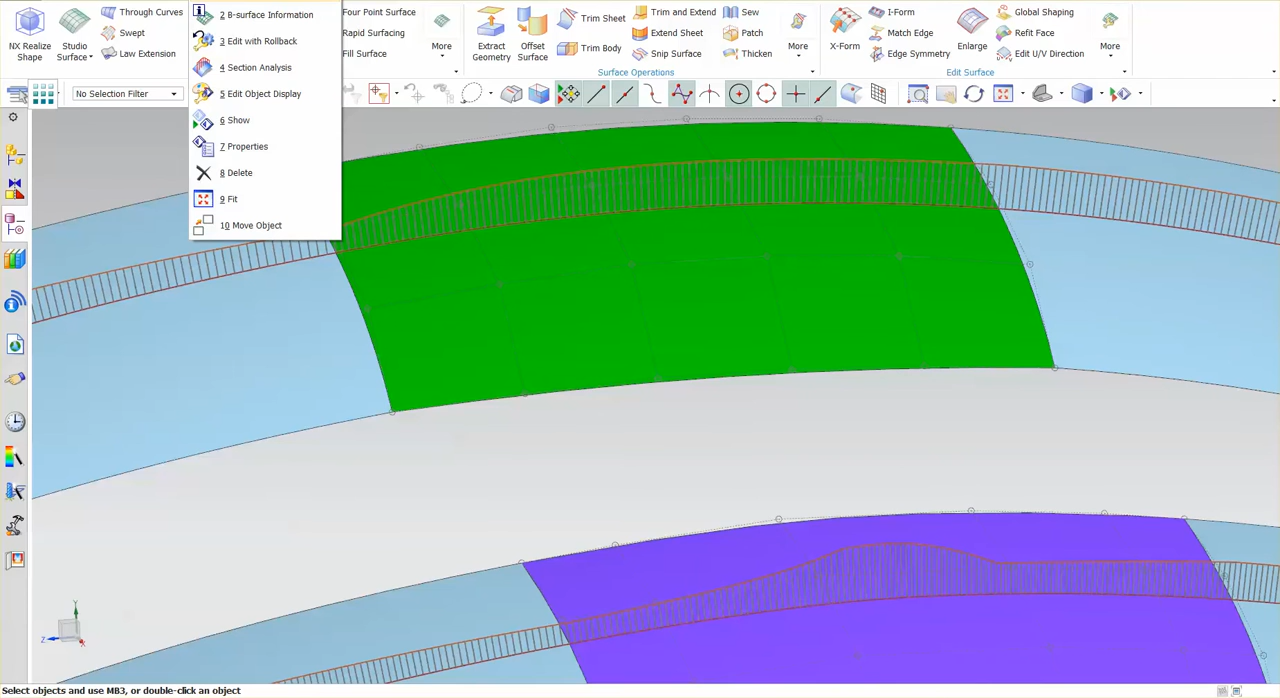 NX Realize
Shape
Studio
Surface
Through Curves
Swept
Law Extension
2 B-surface Information
3 Edit with Rollback
4 Section Analysis
5 Edit Object Display
6 Show
7 Properties
8 Delete
9 Fit
10 Move Object
Four Point Surface
Rapid Surfacing
Fill Surface
More
Extract
Geometry
Offset
Surface
Trim Sheet
Trim Body
Trim and Extend
Extend Sheet
Snip Surface
Sew
Patch
Thicken
More
Surface Operations
X-Form
I-Form
Match Edge
Edge Symmetry
Enlarge
Global Shaping
Refit Face
Edit U/V Direction
More
Edit Surface
No Selection Filter
Y
Z
X
Select objects and use MB3, or double-click an object